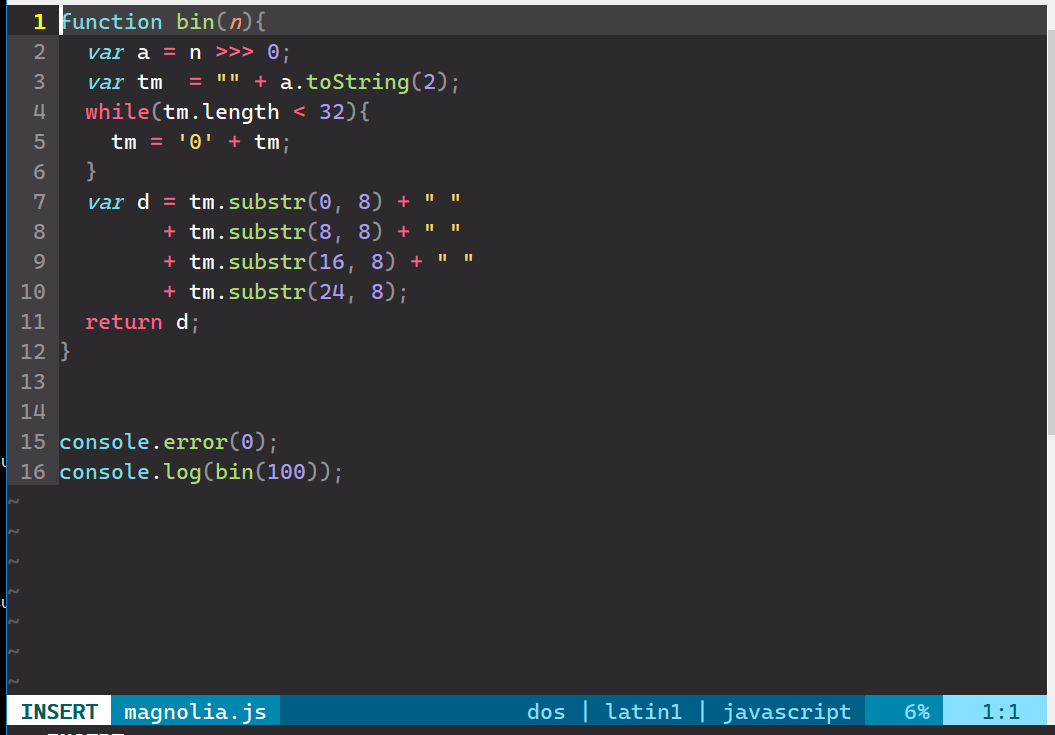 1 function bin(n){
2   var a = n >>> 0;
3   var tm  = "" + a.toString(2);
4   while(tm.length < 32){
5     tm = '0' + tm;
6   }
7   var d = tm.substr(0, 8) + " "
8         + tm.substr(8, 8) + " "
9         + tm.substr(16, 8) + " "
10         + tm.substr(24, 8);
11   return d;
12 }
13
14
15 console.error(0);
16 console.log(bin(100));
~
~
~
~
~
~
~
INSERT magnolia.js dos | latin1 | javascript 6% 1:1